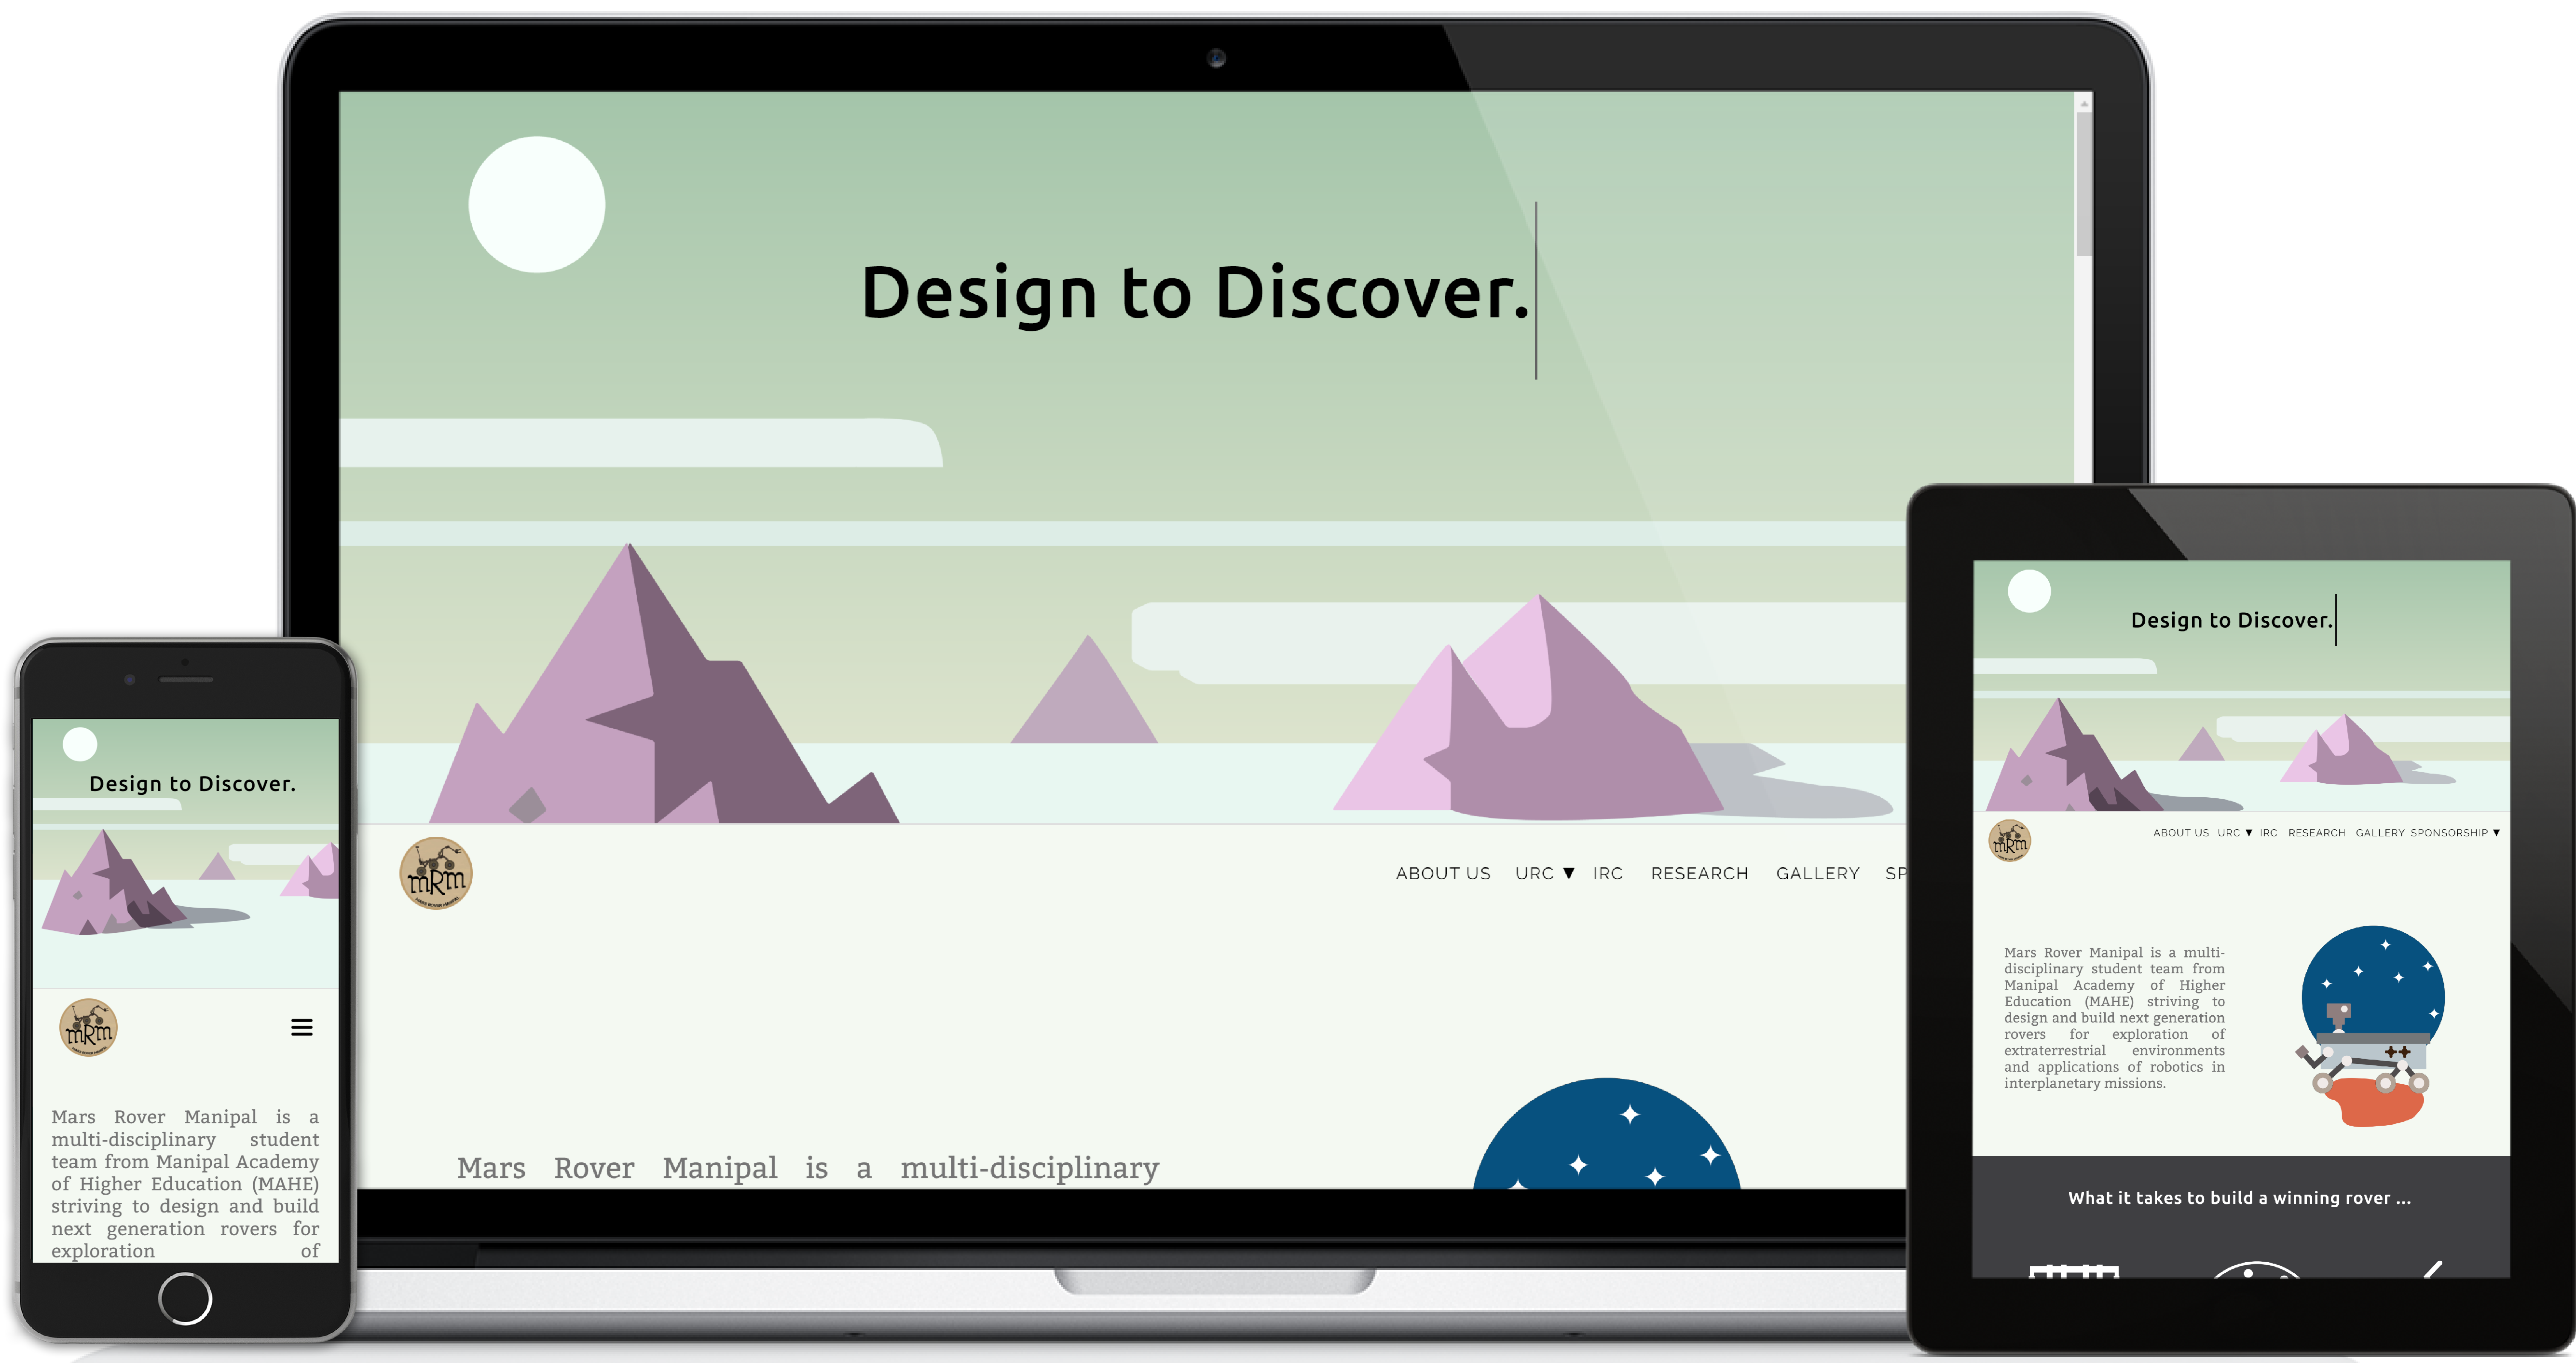 Design to Discover.
mRm
ABOUT US URC ▼ IRC RESEARCH GALLERY SP
Mars Rover Manipal is a multi-disciplinary
Design to Discover.
mRm
Mars Rover Manipal is a
multi-disciplinary student
team from Manipal Academy
of Higher Education (MAHE)
striving to design and build
next generation rovers for
exploration of
Design to Discover.
mRm
ABOUT US URC ▼ IRC RESEARCH GALLERY SPONSORSHIP ▼
Mars Rover Manipal is a multi-
disciplinary student team from
Manipal Academy of Higher
Education (MAHE) striving to
design and build next generation
rovers for exploration of
extraterrestrial environments
and applications of robotics in
interplanetary missions.
What it takes to build a winning rover ...